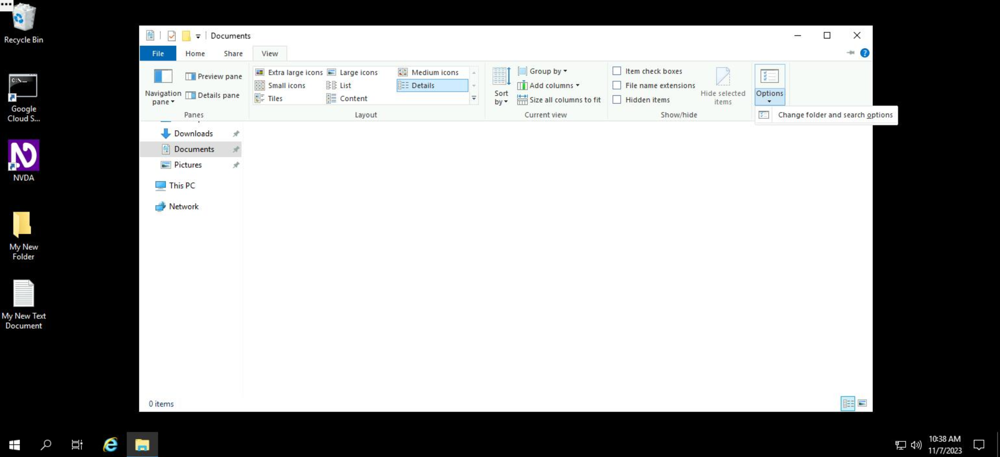 Recycle Bin
Google
Cloud S...
NVDA
My New
Folder
My New Text
Document
Documents
File
Home
Share
View
Navigation
pane
Preview pane
Details pane
Panes
Extra large icons
Large icons
Medium icons
Small icons
List
Details
Tiles
Content
Layout
Sort
by
Group by
Add columns
Size all columns to fit
Current view
Item check boxes
File name extensions
Hidden items
Hide selected
items
Show/hide
Options
Change folder and search options
Downloads
Documents
Pictures
This PC
Network
0 items
10:38 AM
11/7/2023